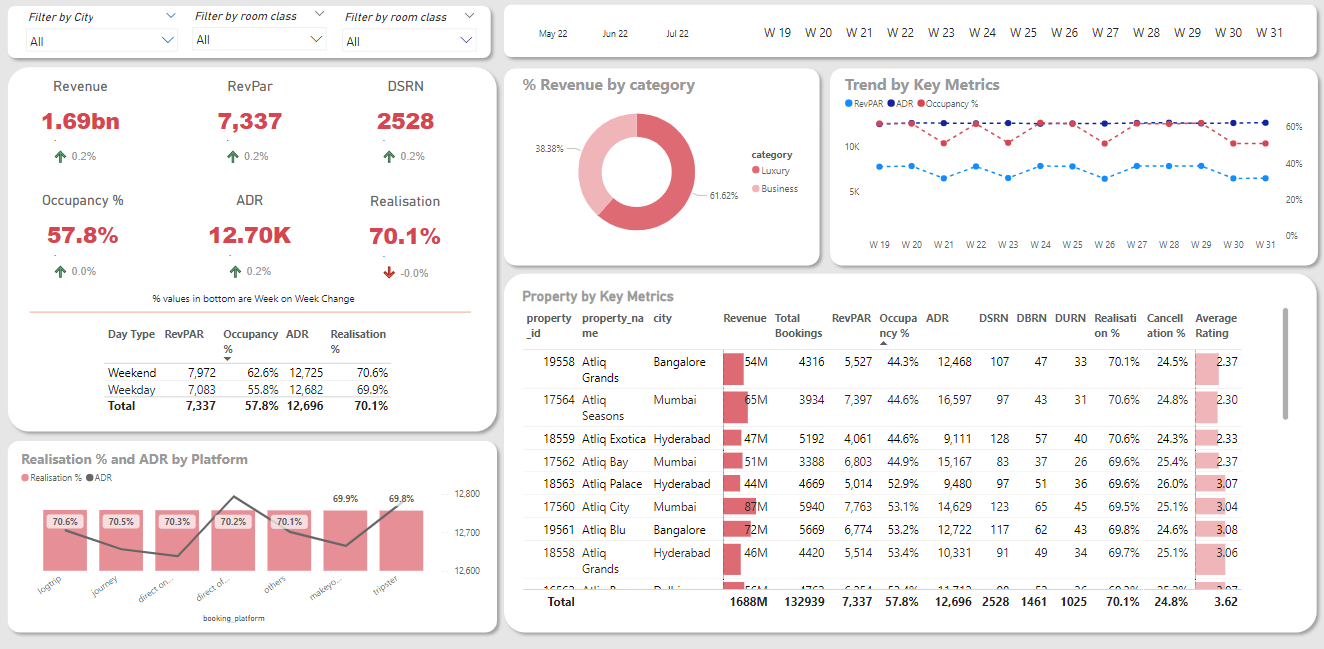 Filter by City
All
Filter by room class
All
Filter by room class
All
May 22 Jun 22 Jul 22
W 19 W 20 W 21 W 22 W 23 W 24 W 25 W 26 W 27 W 28 W 29 W 30 W 31
Revenue RevPar DSRN
1.69bn 7,337 2528
0.2% 0.2% 0.2%
Occupancy % ADR Realisation
57.8% 12.70K 70.1%
0.0% 0.2% -0.0%
% values in bottom are Week on Week Change
Day Type RevPAR Occupancy % ADR Realisation %
Weekend 7,972 62.6% 12,725 70.6%
Weekday 7,083 55.8% 12,682 69.9%
Total 7,337 57.8% 12,696 70.1%
% Revenue by category
38.38%
61.62%
category
Luxury
Business
Trend by Key Metrics
RevPAR ADR Occupancy %
10K
5K
60%
40%
20%
0%
W 19 W 20 W 21 W 22 W 23 W 24 W 25 W 26 W 27 W 28 W 29 W 30 W 31
Realisation % and ADR by Platform
Realisation % ADR
70.6% 70.5% 70.3% 70.2% 70.1% 69.9% 69.8%
12,800
12,700
12,600
logtrip journey direct on... direct of... others makeyo... tripster
booking_platform
Property by Key Metrics
property_id property_name city Revenue Total Bookings RevPAR Occupancy % ADR DSRN DBRN DURN Realisation % Cancellation % Average Rating
19558 Atliq Grands Bangalore 54M 4316 5,527 44.3% 12,468 107 47 33 70.1% 24.5% 2.37
17564 Atliq Seasons Mumbai 65M 3934 7,397 44.6% 16,597 97 43 31 70.6% 24.8% 2.30
18559 Atliq Exotica Hyderabad 47M 5192 4,061 44.6% 9,111 128 57 40 70.6% 24.3% 2.33
17562 Atliq Bay Mumbai 51M 3388 6,803 44.9% 15,167 83 37 26 69.6% 25.4% 2.37
18563 Atliq Palace Hyderabad 44M 4669 5,014 52.9% 9,480 97 51 36 69.6% 26.0% 3.07
17560 Atliq City Mumbai 87M 5940 7,763 53.1% 14,629 123 65 45 69.5% 25.1% 3.04
19561 Atliq Blu Bangalore 72M 5669 6,774 53.2% 12,722 117 62 43 69.8% 24.6% 3.08
18558 Atliq Grands Hyderabad 46M 4420 5,514 53.4% 10,331 91 49 34 69.7% 25.1% 3.06
Total 1688M 132939 7,337 57.8% 12,696 2528 1461 1025 70.1% 24.8% 3.62